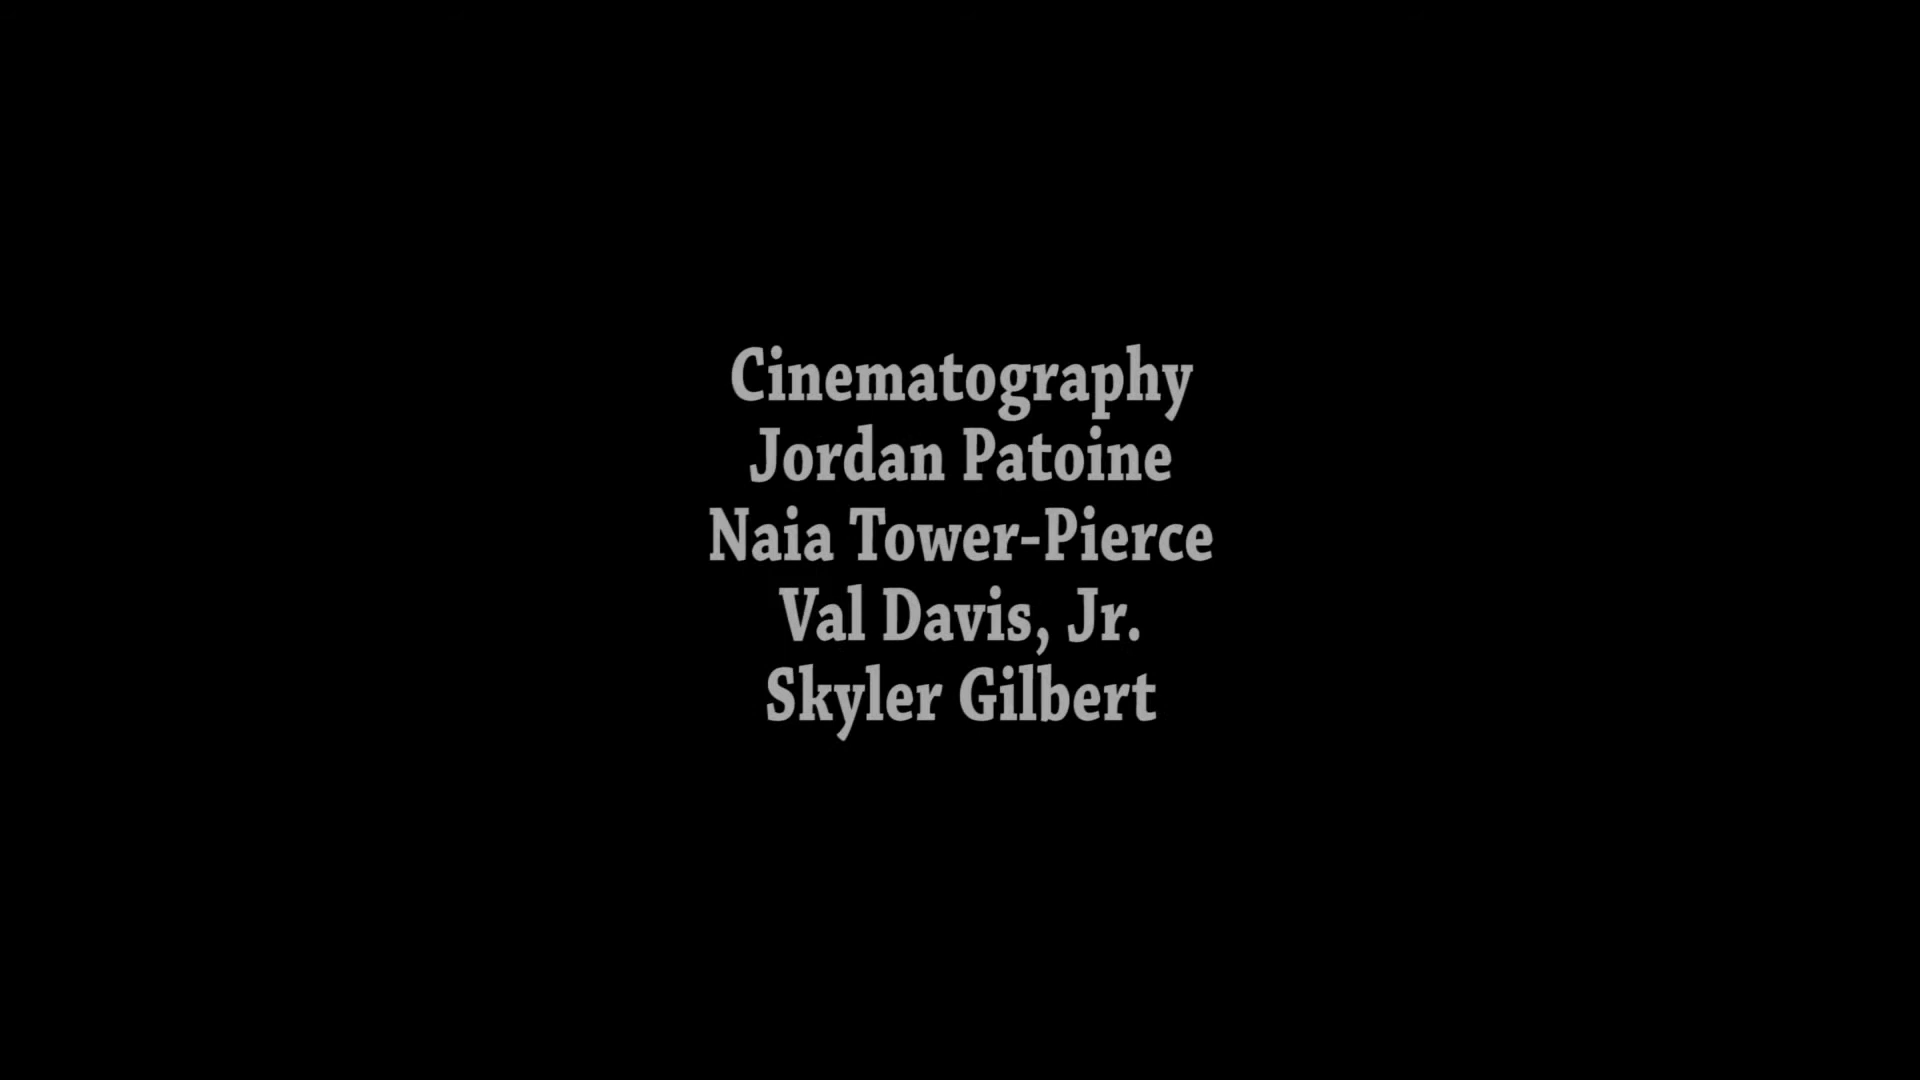 Cinematography
Jordan Patoine
Naia Tower-Pierce
Val Davis, Jr.
Skyler Gilbert